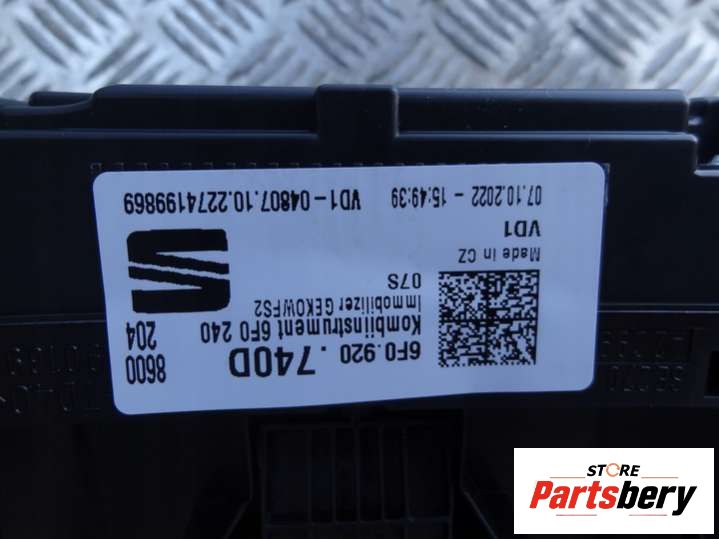 6F0.920 .740D
Kombiinstrument 6F0 240
Immobilizer GEKOWFS2
07S
8600
204
Made in CZ
VD1
07.10.2022 - 15:49:39
VD1-04807.10.2274199869
STORE
Partsbery